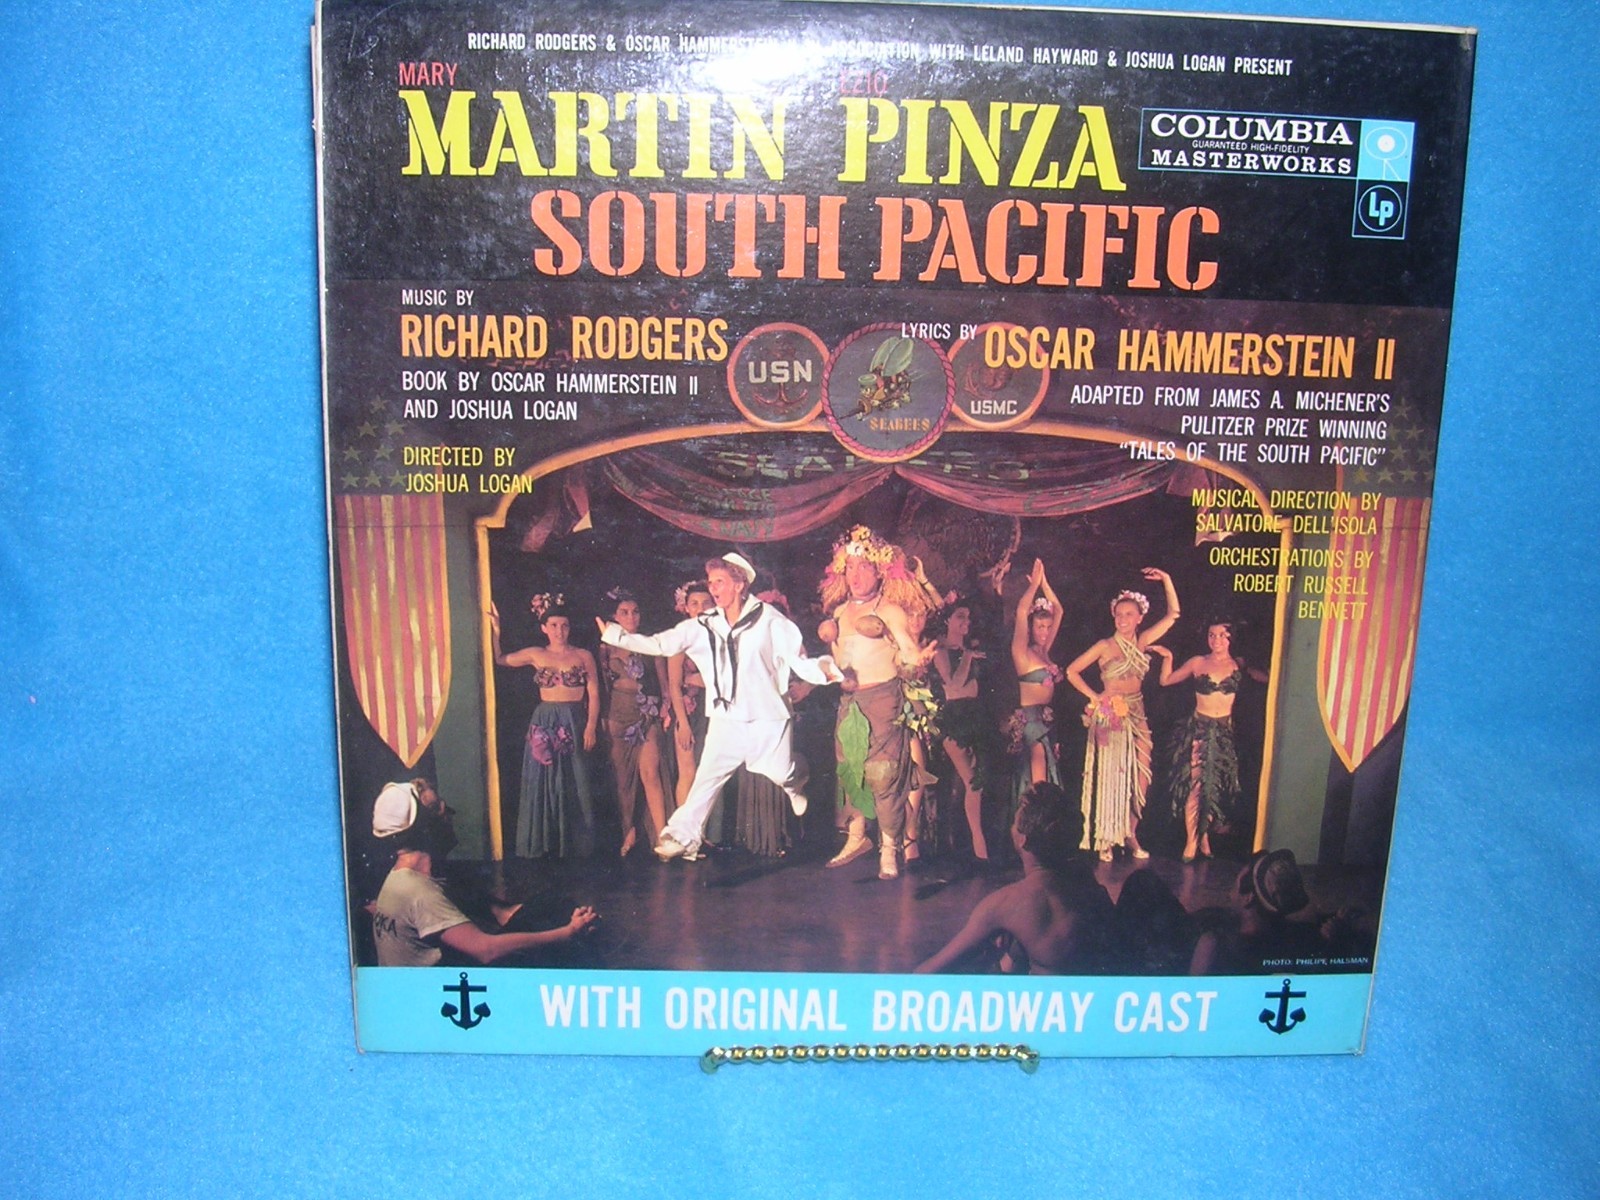 RICHARD RODGERS & OSCAR HAMMERSTEIN ASSOCIATION WITH LELAND HAYWARD & JOSHUA LOGAN PRESENT
MARY EZIO
MARTIN PINZA
SOUTH PACIFIC
COLUMBIA
GUARANTEED HIGH-FIDELITY
MASTERWORKS
Lp
MUSIC BY
RICHARD RODGERS
BOOK BY OSCAR HAMMERSTEIN II
AND JOSHUA LOGAN
DIRECTED BY
JOSHUA LOGAN
LYRICS BY OSCAR HAMMERSTEIN II
ADAPTED FROM JAMES A. MICHENER'S
PULITZER PRIZE WINNING
"TALES OF THE SOUTH PACIFIC"
MUSICAL DIRECTION BY
SALVATORE DELL'ISOLA
ORCHESTRATIONS BY
ROBERT RUSSELL
BENNETT
USN
SEABEES
USMC
PHOTO: PHILIPPE HALSMAN
WITH ORIGINAL BROADWAY CAST